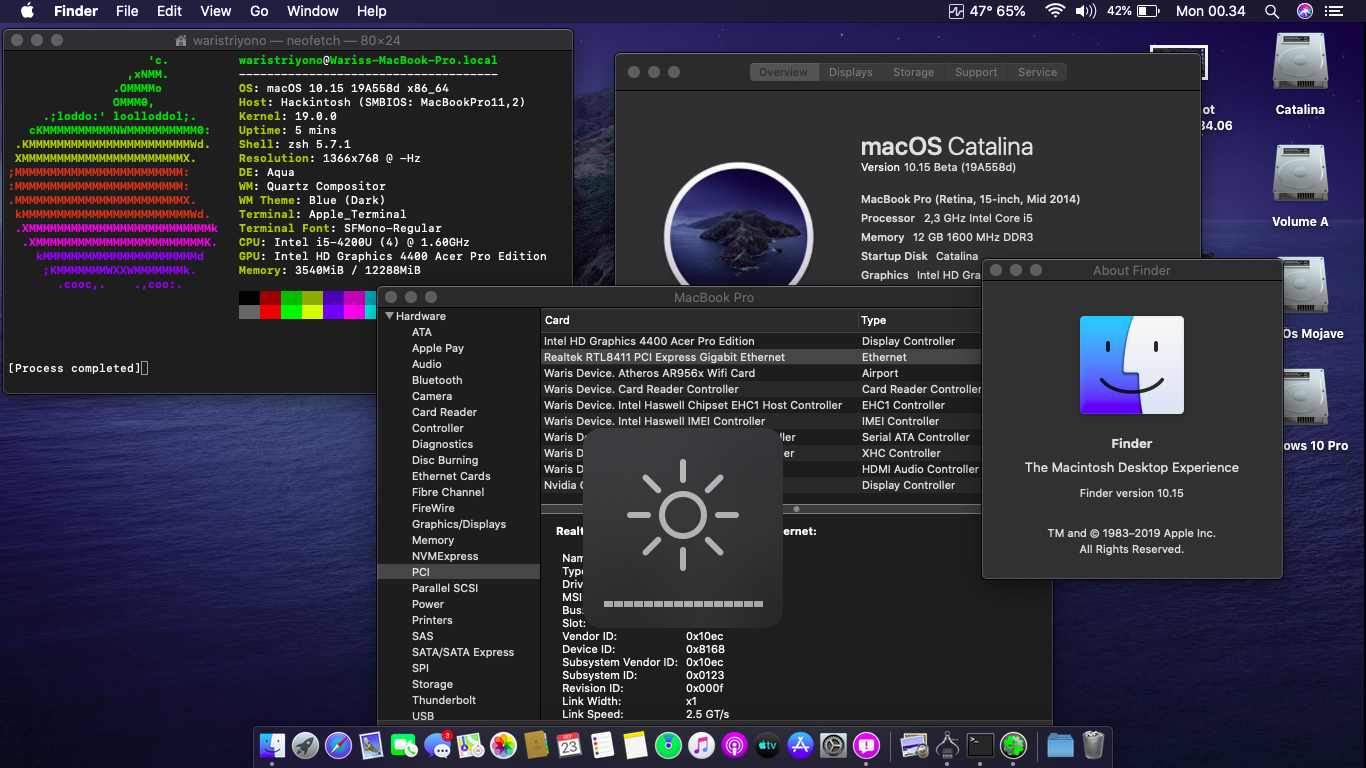 Finder File Edit View Go Window Help
47° 65% 42% Mon 00.34
waristriyono — neofetch — 80×24
'c.
,xNMM.
.OMMMMo
OMMM0,
.;loddo:' loolloddol;.
cKMMMMMMMMMMNWMMMMMMMMMM0:
.KMMMMMMMMMMMMMMMMMMMMMMMWd.
XMMMMMMMMMMMMMMMMMMMMMMMX.
;MMMMMMMMMMMMMMMMMMMMMMMM:
:MMMMMMMMMMMMMMMMMMMMMMMM:
.MMMMMMMMMMMMMMMMMMMMMMMMX.
kMMMMMMMMMMMMMMMMMMMMMMMMWd.
.XMMMMMMMMMMMMMMMMMMMMMMMMMMk
.XMMMMMMMMMMMMMMMMMMMMMMMMK.
kMMMMMMMMMMMMMMMMMMMMMMd
;KMMMMMMMWXXWMMMMMMMk.
.cooc,. .,coo:.
waristriyono@Wariss-MacBook-Pro.local
-------------------------------------
OS: macOS 10.15 19A558d x86_64
Host: Hackintosh (SMBIOS: MacBookPro11,2)
Kernel: 19.0.0
Uptime: 5 mins
Shell: zsh 5.7.1
Resolution: 1366x768 @ -Hz
DE: Aqua
WM: Quartz Compositor
WM Theme: Blue (Dark)
Terminal: Apple_Terminal
Terminal Font: SFMono-Regular
CPU: Intel i5-4200U (4) @ 1.60GHz
GPU: Intel HD Graphics 4400 Acer Pro Edition
Memory: 3540MiB / 12288MiB
[Process completed]
Overview Displays Storage Support Service
macOS Catalina
Version 10.15 Beta (19A558d)
MacBook Pro (Retina, 15-inch, Mid 2014)
Processor 2,3 GHz Intel Core i5
Memory 12 GB 1600 MHz DDR3
Startup Disk Catalina
Graphics Intel HD Gra
ot
34.06
Catalina
Volume A
Os Mojave
ows 10 Pro
MacBook Pro
Hardware
ATA
Apple Pay
Audio
Bluetooth
Camera
Card Reader
Controller
Diagnostics
Disc Burning
Ethernet Cards
Fibre Channel
FireWire
Graphics/Displays
Memory
NVMExpress
PCI
Parallel SCSI
Power
Printers
SAS
SATA/SATA Express
SPI
Storage
Thunderbolt
USB
Card Type
Intel HD Graphics 4400 Acer Pro Edition Display Controller
Realtek RTL8411 PCI Express Gigabit Ethernet Ethernet
Waris Device. Atheros AR956x Wifi Card Airport
Waris Device. Card Reader Controller Card Reader Controller
Waris Device. Intel Haswell Chipset EHC1 Host Controller EHC1 Controller
Waris Device. Intel Haswell IMEI Controller IMEI Controller
Waris D ller Serial ATA Controller
Waris D XHC Controller
Waris D HDMI Audio Controller
Nvidia Display Controller
Realt ernet:
Nam
Type
Driv
MSI
Bus:
Slot:
Vendor ID: 0x10ec
Device ID: 0x8168
Subsystem Vendor ID: 0x10ec
Subsystem ID: 0x0123
Revision ID: 0x000f
Link Width: x1
Link Speed: 2.5 GT/s
About Finder
Finder
The Macintosh Desktop Experience
Finder version 10.15
TM and © 1983–2019 Apple Inc.
All Rights Reserved.
3
SEP
23
tv